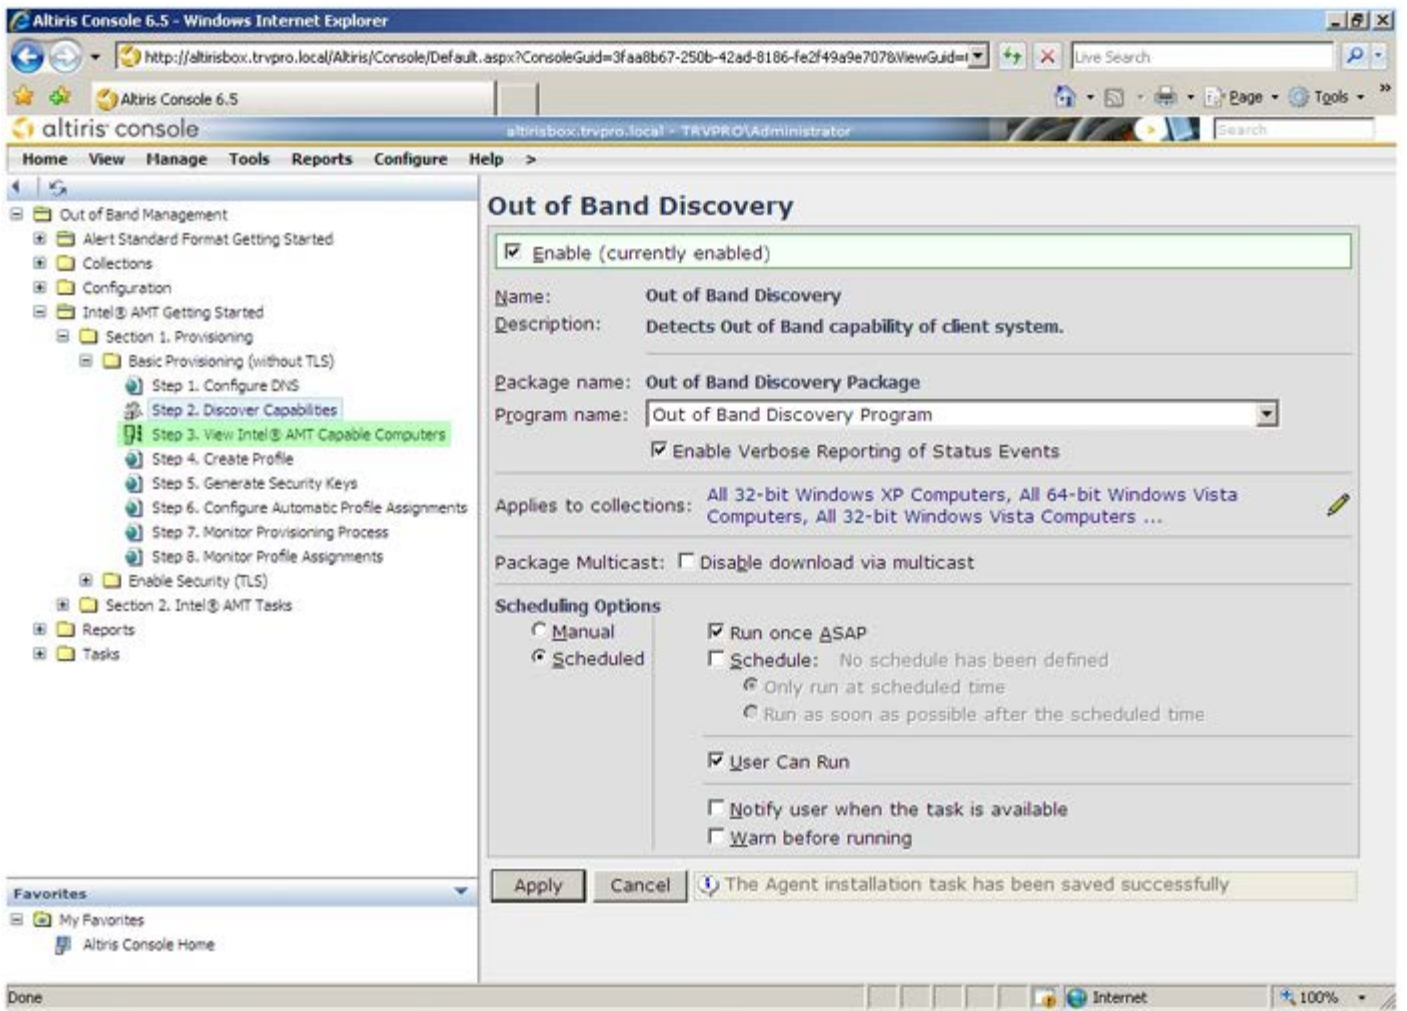 Altiris Console 6.5 - Windows Internet Explorer
http://altirisbox.trvpro.local/Altiris/Console/Default.aspx?ConsoleGuid=3faa8b67-250b-42ad-8186-fe2f49a9e707&ViewGuid=
Live Search
Altiris Console 6.5
Page
Tools
altiris console
altirisbox.trvpro.local - TRVPRO\Administrator
Search
Home View Manage Tools Reports Configure Help >
Out of Band Management
Alert Standard Format Getting Started
Collections
Configuration
Intel® AMT Getting Started
Section 1. Provisioning
Basic Provisioning (without TLS)
Step 1. Configure DNS
Step 2. Discover Capabilities
Step 3. View Intel® AMT Capable Computers
Step 4. Create Profile
Step 5. Generate Security Keys
Step 6. Configure Automatic Profile Assignments
Step 7. Monitor Provisioning Process
Step 8. Monitor Profile Assignments
Enable Security (TLS)
Section 2. Intel® AMT Tasks
Reports
Tasks
Favorites
My Favorites
Altiris Console Home
Out of Band Discovery
Enable (currently enabled)
Name: Out of Band Discovery
Description: Detects Out of Band capability of client system.
Package name: Out of Band Discovery Package
Program name: Out of Band Discovery Program
Enable Verbose Reporting of Status Events
Applies to collections: All 32-bit Windows XP Computers, All 64-bit Windows Vista
Computers, All 32-bit Windows Vista Computers ...
Package Multicast: Disable download via multicast
Scheduling Options
Manual
Scheduled
Run once ASAP
Schedule: No schedule has been defined
Only run at scheduled time
Run as soon as possible after the scheduled time
User Can Run
Notify user when the task is available
Warn before running
Apply
Cancel
The Agent installation task has been saved successfully
Done
Internet
100%